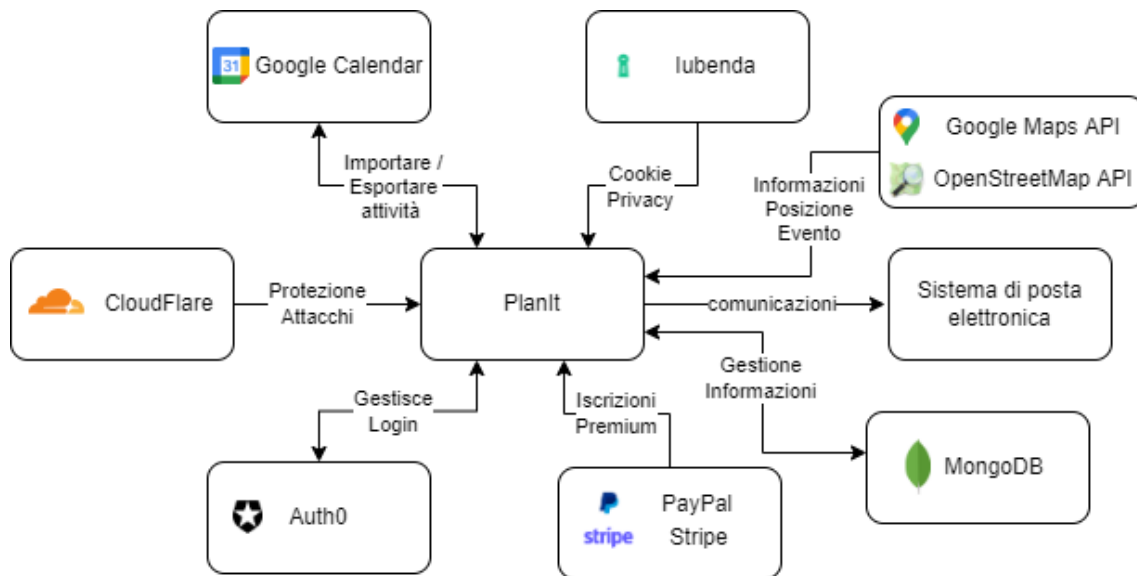 31
Google Calendar
Iubenda
Google Maps API
OpenStreetMap API
Importare /
Esportare
attività
Cookie
Privacy
Informazioni
Posizione
Evento
CloudFlare
Protezione
Attacchi
PlanIt
comunicazioni
Sistema di posta
elettronica
Gestisce
Login
Iscrizioni
Premium
Gestione
Informazioni
MongoDB
Auth0
PayPal
stripe
Stripe